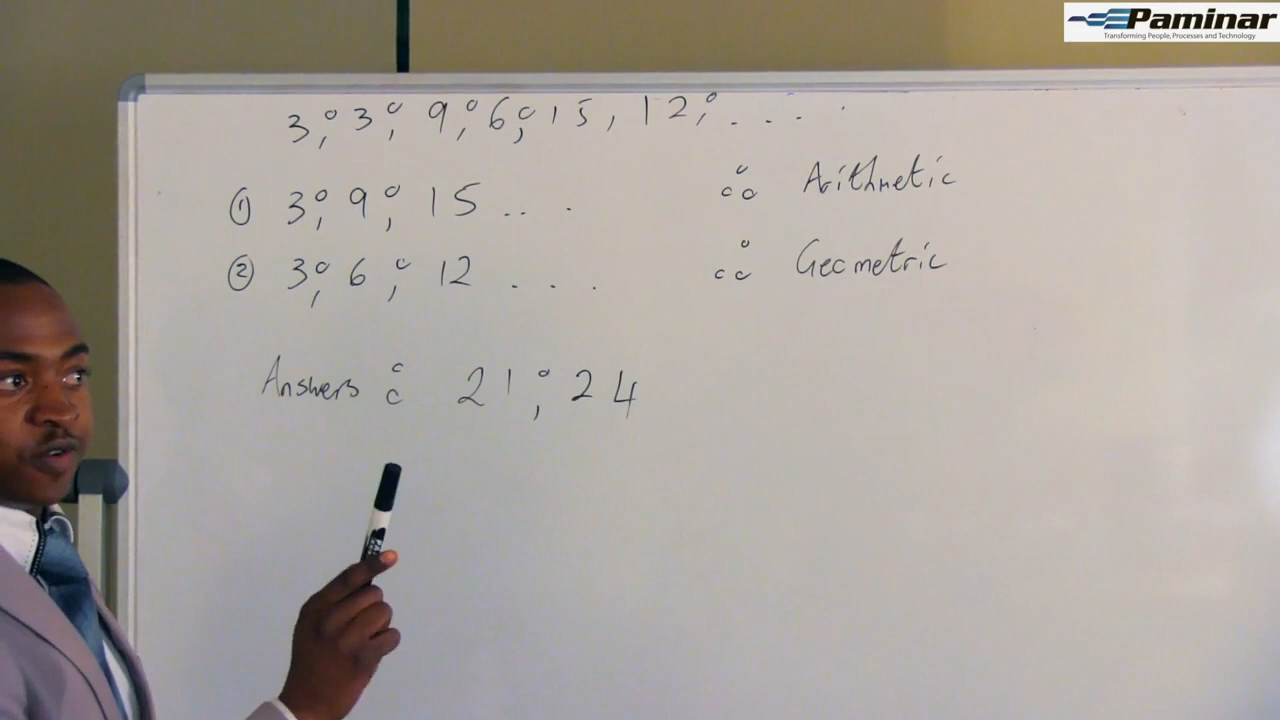 Paminar
Transforming People, Processes and Technology
3; 3; 9; 6; 15, 12; ...
① 3; 9; 15 ... ∴ Arithmetic
② 3; 6; 12 ... ∴ Geometric
Answers : 21; 24